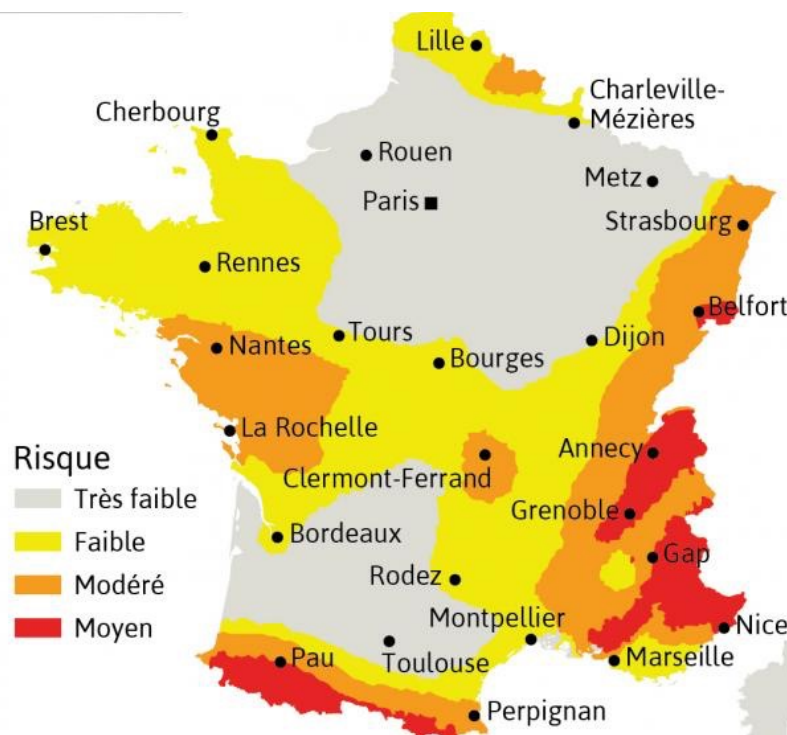 Lille
Charleville-
Mézières
Cherbourg
Rouen
Metz
Paris
Strasbourg
Brest
Rennes
Belfort
Tours
Dijon
Nantes
Bourges
La Rochelle
Annecy
Clermont-Ferrand
Grenoble
Bordeaux
Gap
Rodez
Montpellier
Nice
Toulouse
Marseille
Pau
Perpignan
Risque
Très faible
Faible
Modéré
Moyen